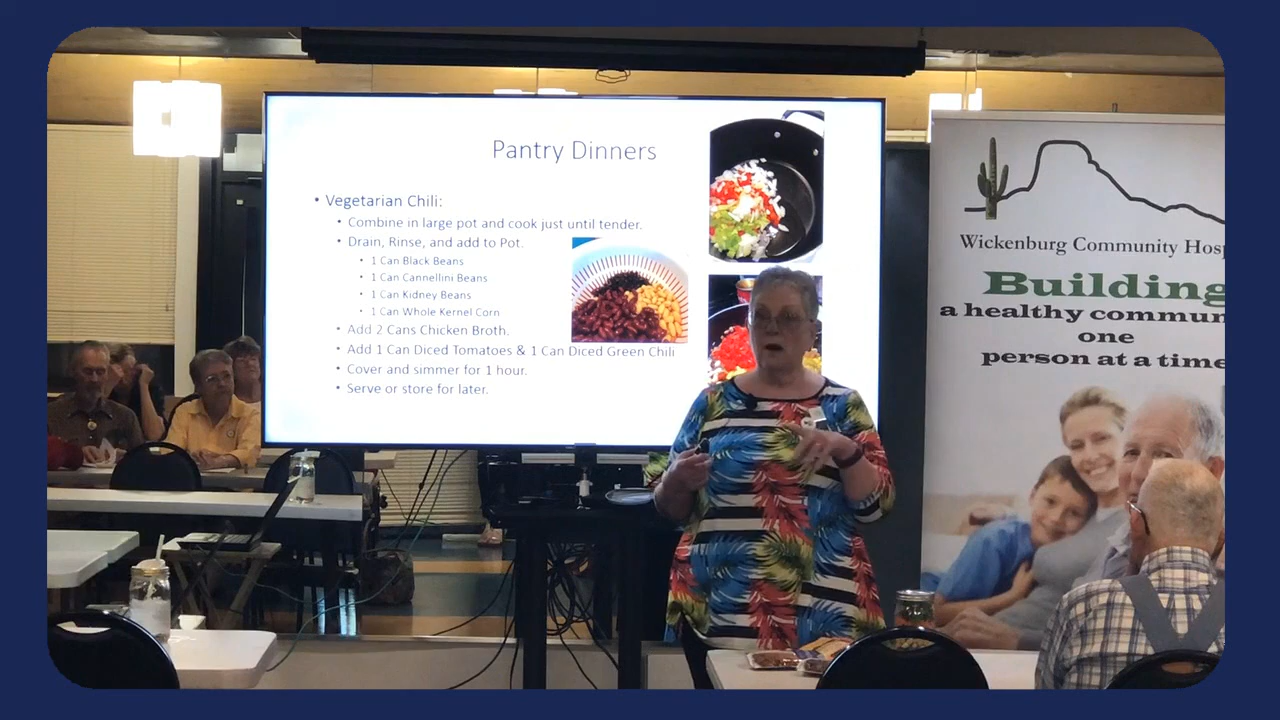 Pantry Dinners
• Vegetarian Chili:
• Combine in large pot and cook just until tender.
• Drain, Rinse, and add to Pot.
• 1 Can Black Beans
• 1 Can Cannellini Beans
• 1 Can Kidney Beans
• 1 Can Whole Kernel Corn
• Add 2 Cans Chicken Broth.
• Add 1 Can Diced Tomatoes & 1 Can Diced Green Chili
• Cover and simmer for 1 hour.
• Serve or store for later.
Wickenburg Community Hosp
Building
a healthy commun
one
person at a time